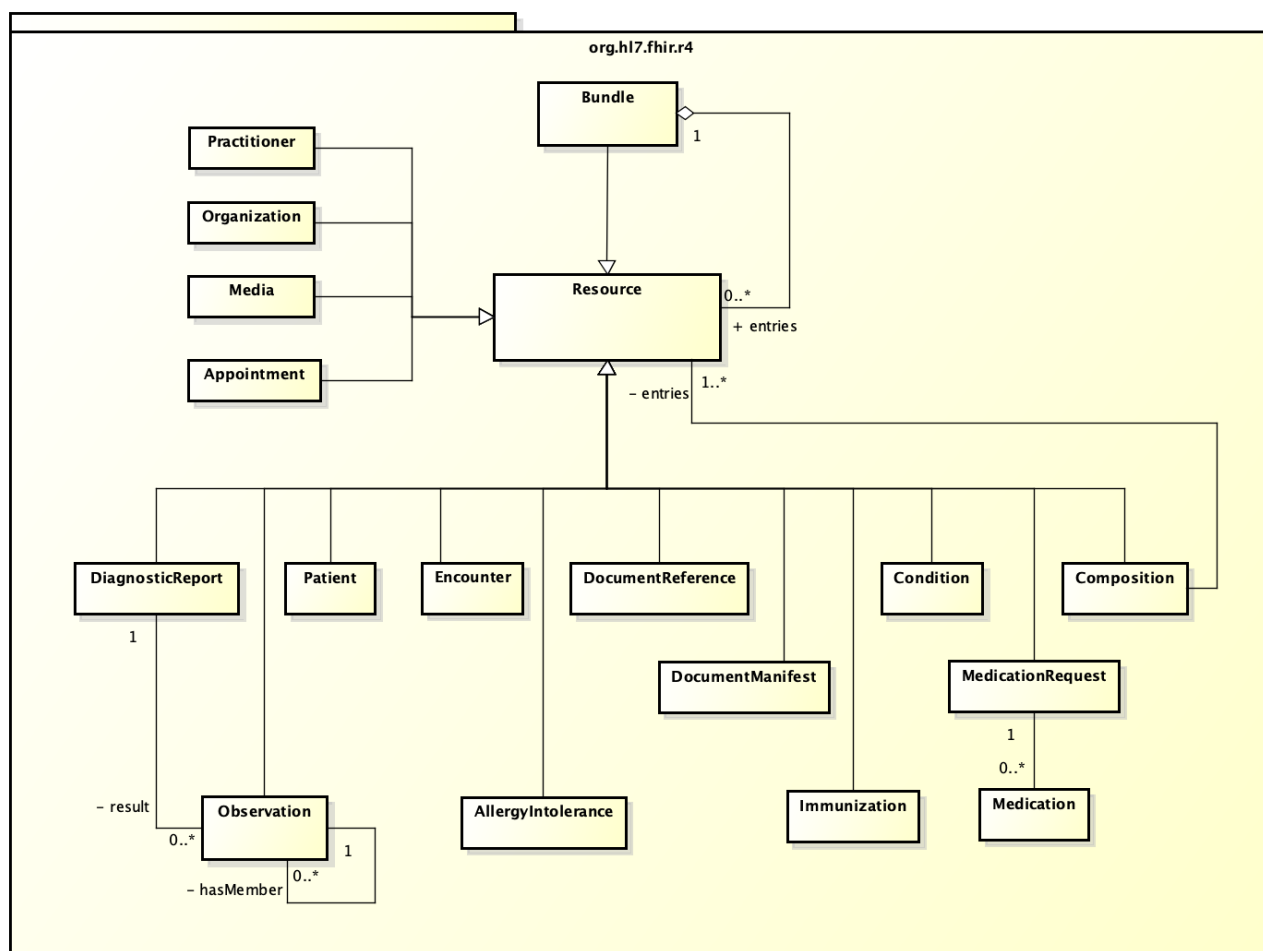 org.hl7.fhir.r4
Bundle
1
Practitioner
Organization
Media
Appointment
Resource
0..*
+ entries
1..*
- entries
DiagnosticReport
Patient
Encounter
DocumentReference
Condition
Composition
1
DocumentManifest
MedicationRequest
1
0..*
- result
0..*
Observation
1
0..*
- hasMember
AllergyIntolerance
Immunization
Medication